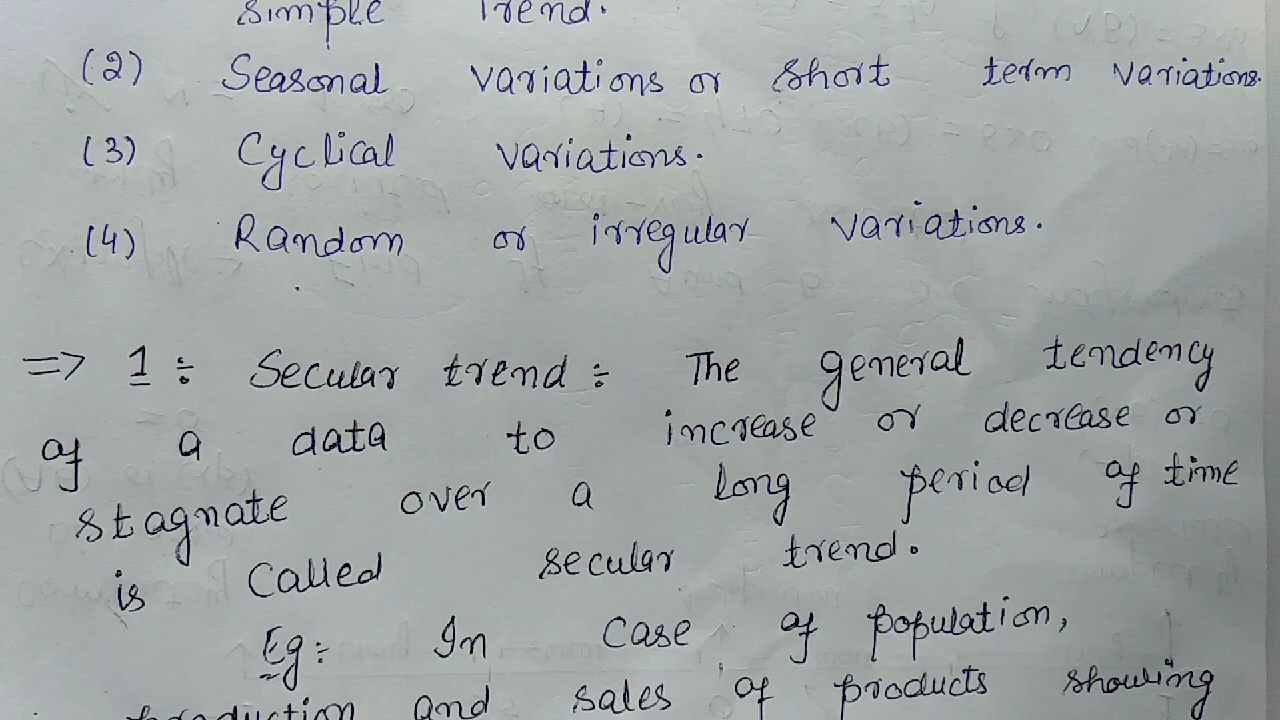 simple trend.
(2) Seasonal variations or short term variations.
(3) Cyclical variations.
(4) Random or irregular variations.
=> 1 ÷ Secular trend ÷ The general tendency
of a data to increase or decrease or
stagnate over a long period of time
is called secular trend.
Eg ÷ In case of population,
production and sales of products showing